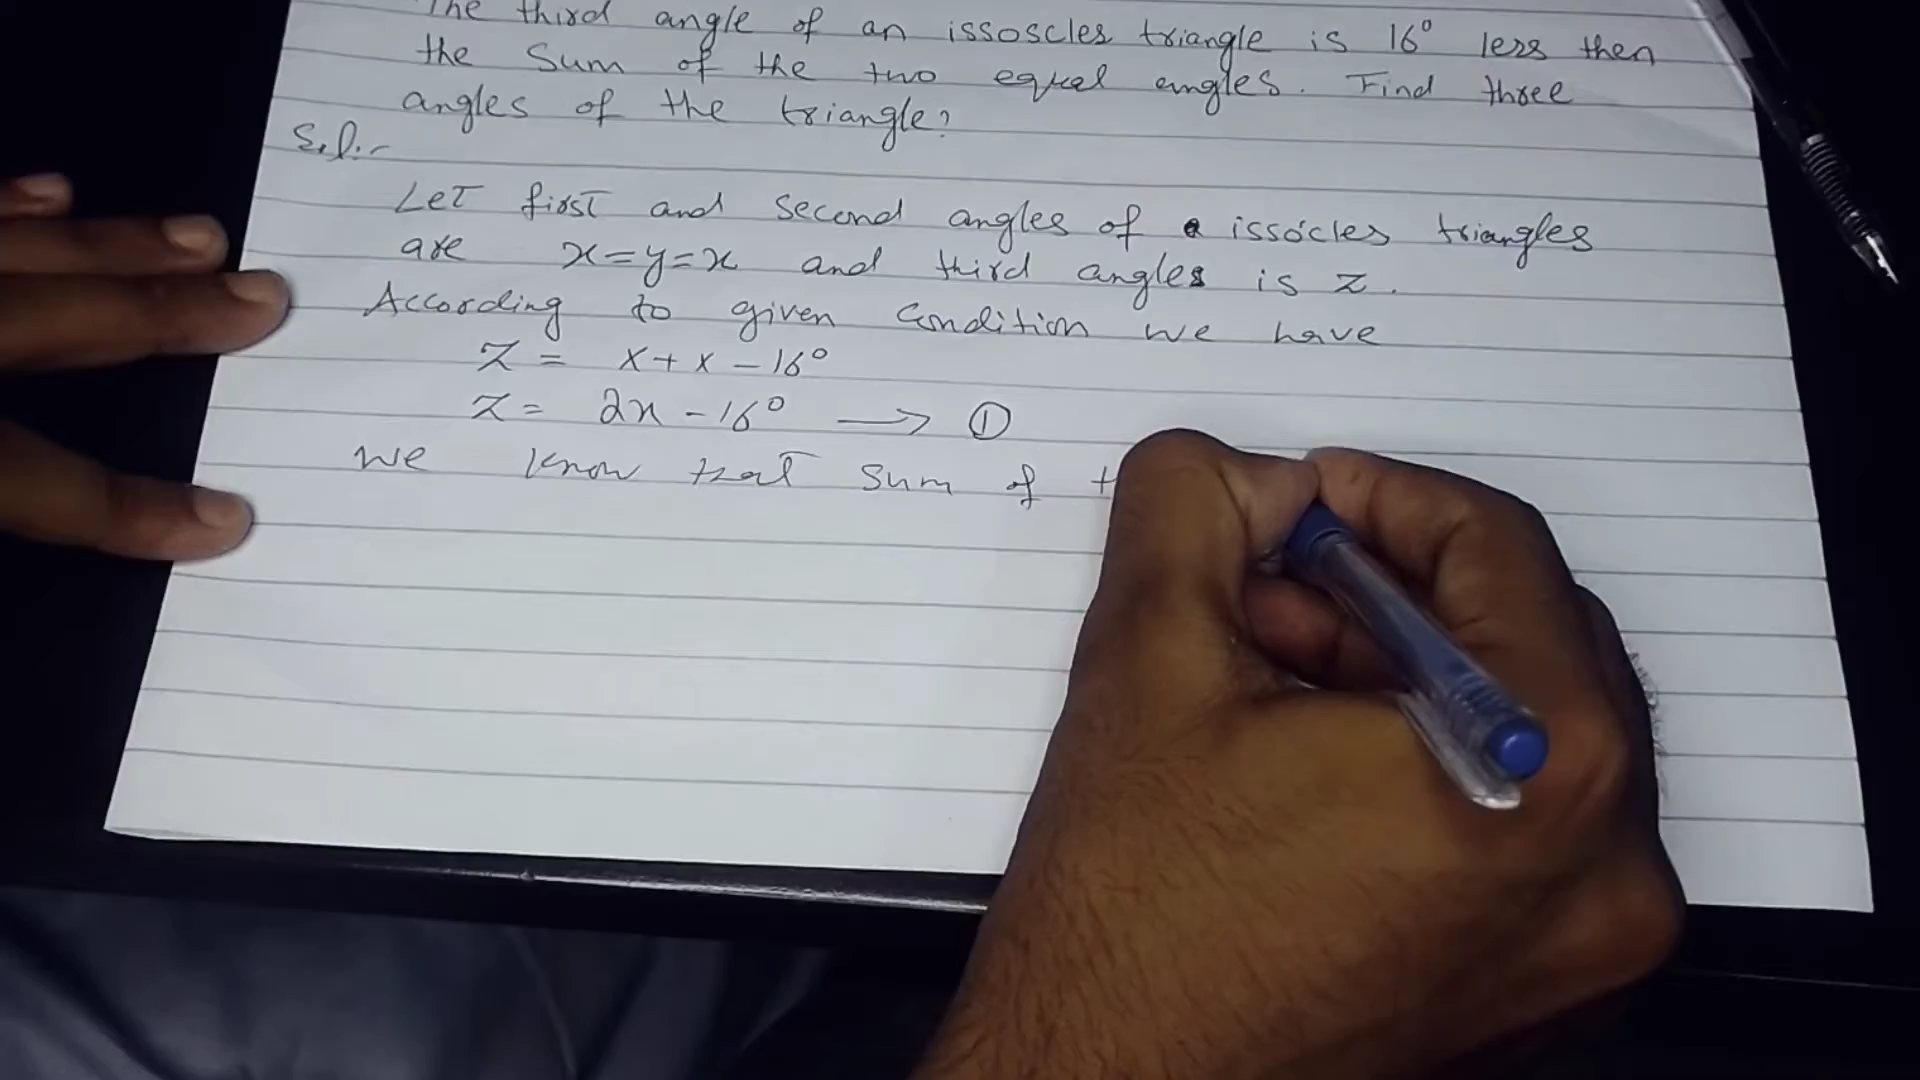 The third angle of an issoscles triangle is 16° less then
the Sum of the two equal angles. Find three
angles of the triangle?
Sol:-
Let first and second angles of a issocles triangles
are x=y=x and third angles is z.
According to given Condition we have
z = x+x-16°
z = 2x-16° → ①
we know that sum of